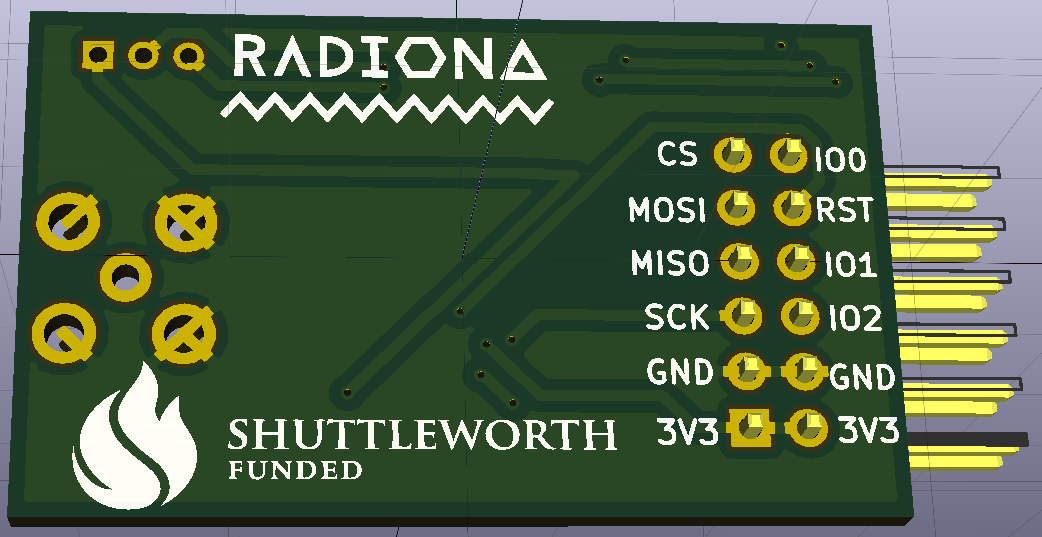 RADIONA
CS IO0
MOSI RST
MISO IO1
SCK IO2
GND GND
3V3 3V3
SHUTTLEWORTH
FUNDED